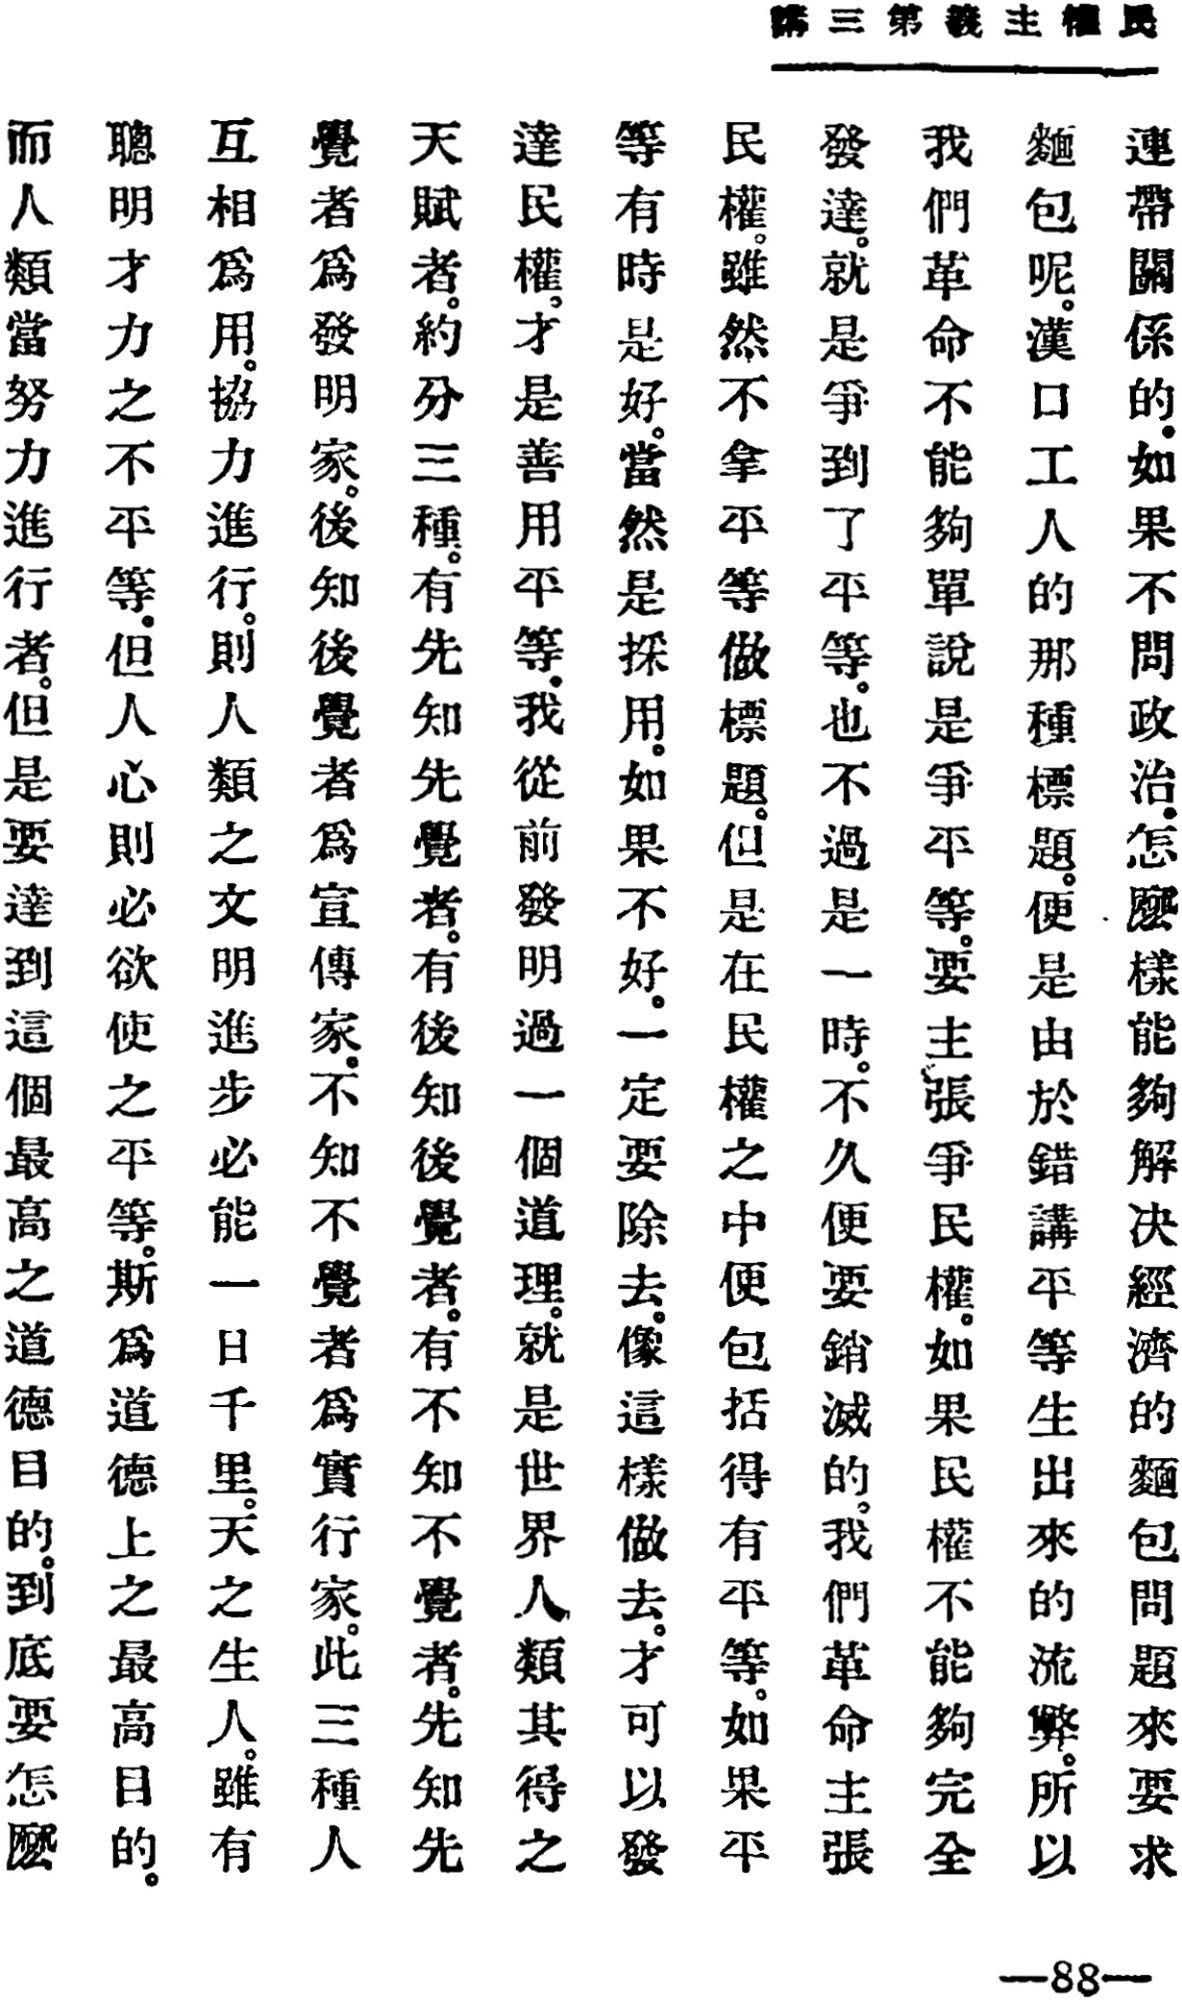 民權主義第三講
連帶關係的。如果不問政治。怎麼樣能夠解決經濟的麵包問題來要求
麵包呢。漢口工人的那種標題。便是由於錯講平等生出來的流弊。所以
我們革命不能夠單說是爭平等。要主張爭民權。如果民權不能夠完全
發達。就是爭到了平等。也不過是一時。不久便要銷滅的。我們革命主張
民權。雖然不拿平等做標題。但是在民權之中便包括得有平等。如果平
等有時是好。當然是採用。如果不好。一定要除去。像這樣做去。才可以發
達民權。才是善用平等。我從前發明過一個道理。就是世界人類其得之
天賦者。約分三種。有先知先覺者。有後知後覺者。有不知不覺者。先知先
覺者爲發明家。後知後覺者爲宣傳家。不知不覺者爲實行家。此三種人
互相爲用。協力進行。則人類之文明進步必能一日千里。天之生人。雖有
聰明才力之不平等。但人心則必欲使之平等。斯爲道德上之最高目的。
而人類當努力進行者。但是要達到這個最高之道德目的。到底要怎麼
—88—